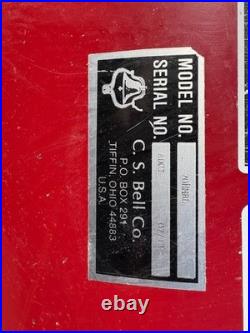 MODEL NO.
SERIAL NO.
C. S. Bell Co.
P.O. BOX 291
TIFFIN, OHIO 44883
U.S.A.